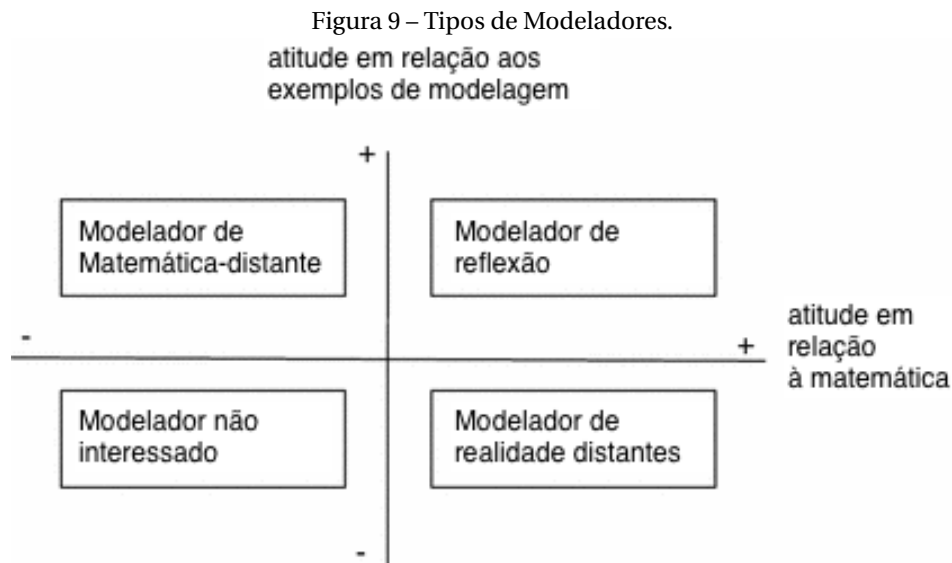 Figura 9 – Tipos de Modeladores.
atitude em relação aos
exemplos de modelagem
+
Modelador de
Matemática-distante
Modelador de
reflexão
-
+
atitude em
relação
à matemática
Modelador não
interessado
Modelador de
realidade distantes
-